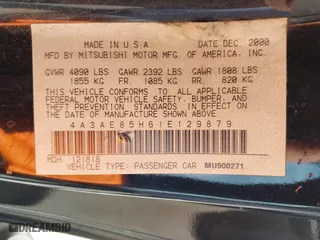 MADE IN U.S.A DATE DEC. 2000
MFD BY MITSUBISHI MOTOR MFG. OF AMERICA. INC.
GVWR 4090 LBS GAWR 2392 LBS GAWR 1808 LBS
1855 KG FR 1085 KG RR 820 KG
THIS VEHICLE CONFORMS TO ALL APPLICABLE
FEDERAL MOTOR VEHICLE SAFETY. BUMPER. AND
THEFT PREVENTION STANDARDS IN EFFECT ON
THE DATE OF MANUFACTURE SHOWN ABOVE.
4A3AE85H61E129879
MDH 121818
VEHICLE TYPE: PASSENGER CAR MU900271
© DREAMBID